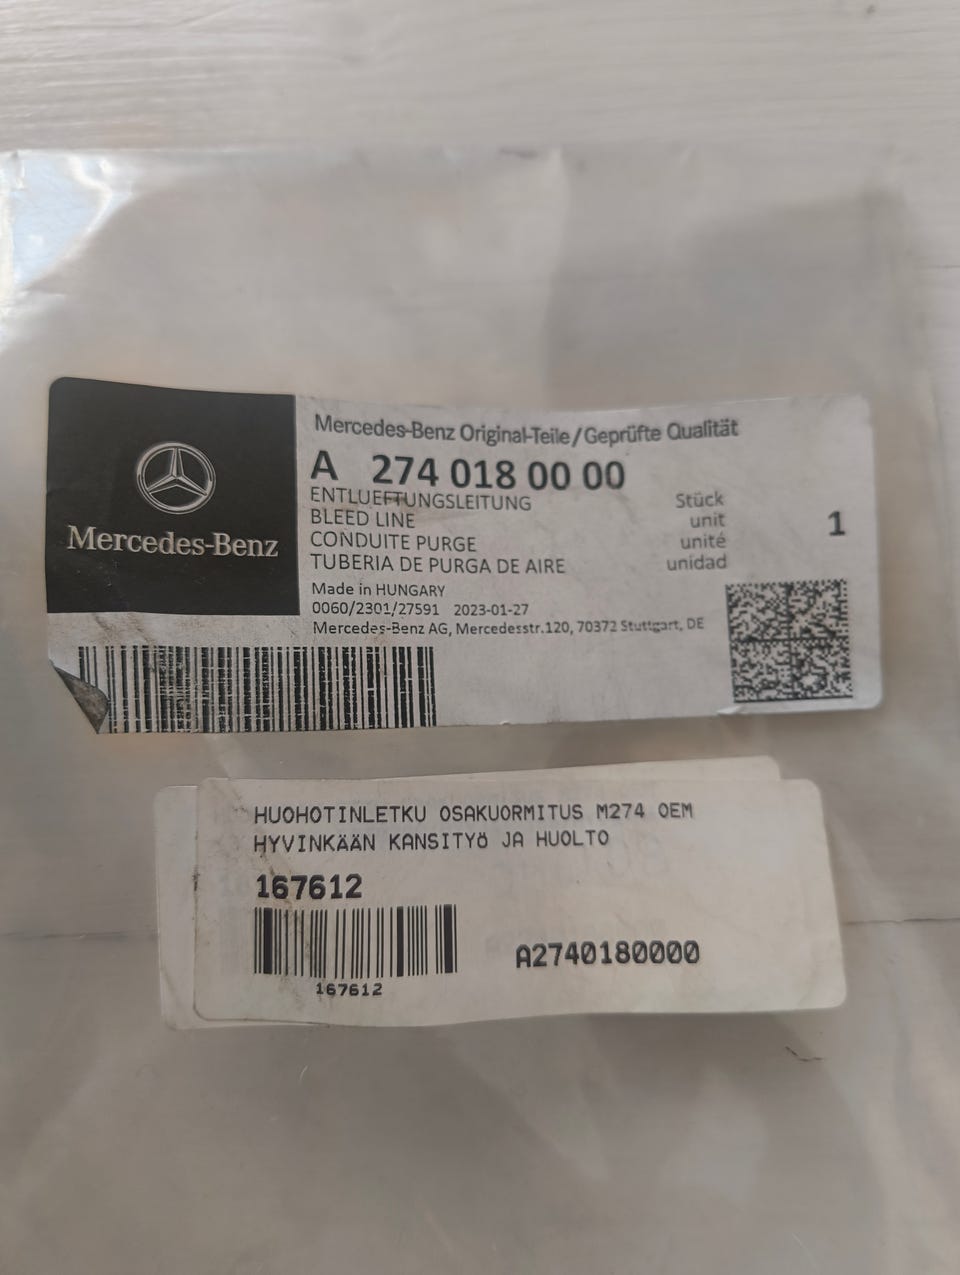 Mercedes-Benz
Mercedes-Benz Original-Teile/Geprüfte Qualität
A 274 018 00 00
ENTLUEFTUNGSLEITUNG Stück
BLEED LINE unit 1
CONDUITE PURGE unité
TUBERIA DE PURGA DE AIRE unidad
Made in HUNGARY
0060/2301/27591 2023-01-27
Mercedes-Benz AG, Mercedesstr.120, 70372 Stuttgart, DE
HUOHOTINLETKU OSAKUORMITUS M274 OEM
HYVINKÄÄN KANSITYÖ JA HUOLTO
167612
A2740180000
167612